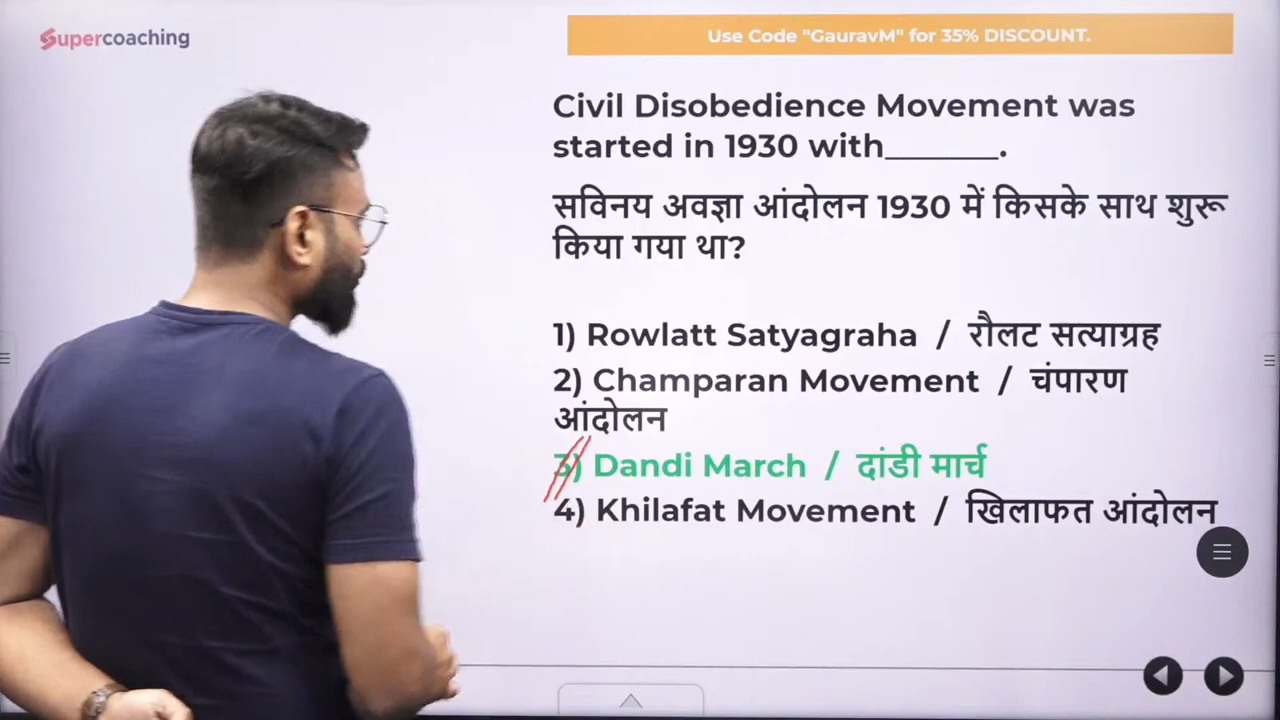 Supercoaching
Use Code "GauravM" for 35% DISCOUNT.
Civil Disobedience Movement was
started in 1930 with_______.
सविनय अवज्ञा आंदोलन 1930 में किसके साथ शुरू
किया गया था?
1) Rowlatt Satyagraha / रौलट सत्याग्रह
2) Champaran Movement / चंपारण
आंदोलन
3) Dandi March / दांडी मार्च
4) Khilafat Movement / खिलाफत आंदोलन